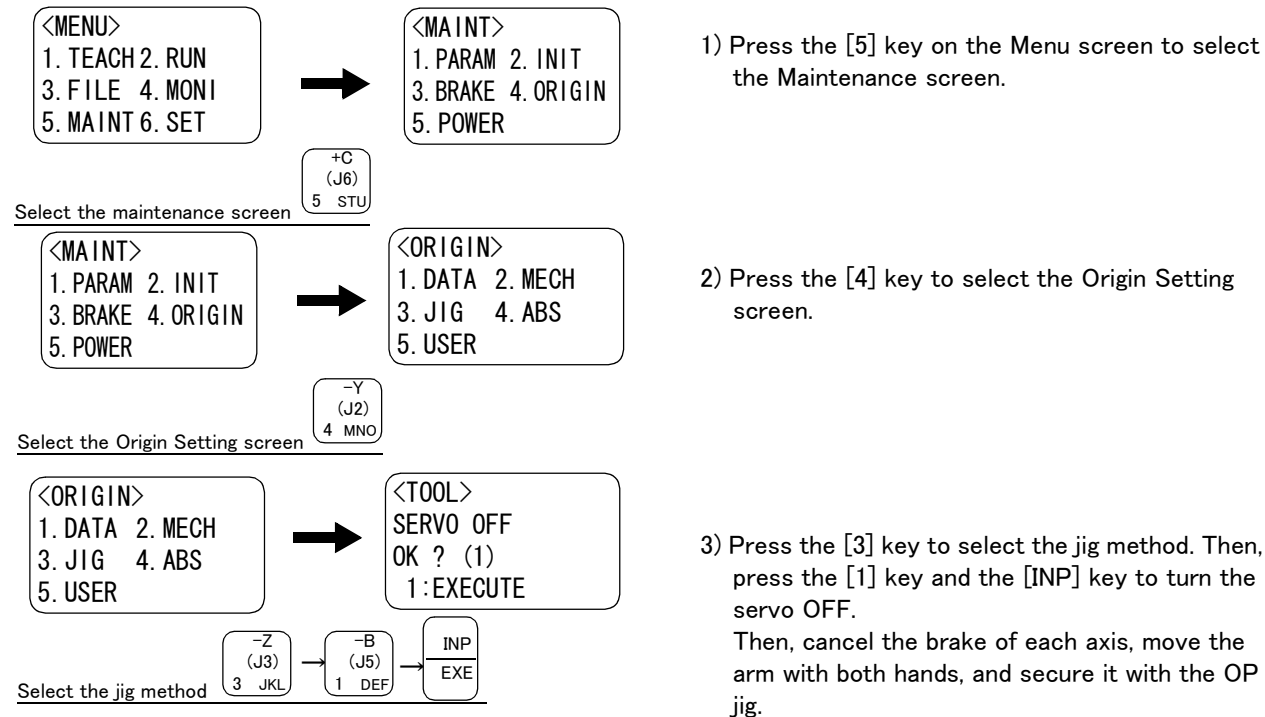 <MENU>
1. TEACH 2. RUN
3. FILE 4. MONI
5. MAINT 6. SET
<MAINT>
1. PARAM 2. INIT
3. BRAKE 4. ORIGIN
5. POWER
+C
(J6)
5 STU
Select the maintenance screen
1) Press the [5] key on the Menu screen to select
the Maintenance screen.
<MAINT>
1. PARAM 2. INIT
3. BRAKE 4. ORIGIN
5. POWER
<ORIGIN>
1. DATA 2. MECH
3. JIG 4. ABS
5. USER
−Y
(J2)
4 MNO
Select the Origin Setting screen
2) Press the [4] key to select the Origin Setting
screen.
<ORIGIN>
1. DATA 2. MECH
3. JIG 4. ABS
5. USER
<TOOL>
SERVO OFF
OK ? (1)
1:EXECUTE
−Z
(J3)
3 JKL
→
−B
(J5)
1 DEF
→
INP
EXE
Select the jig method
3) Press the [3] key to select the jig method. Then,
press the [1] key and the [INP] key to turn the
servo OFF.
Then, cancel the brake of each axis, move the
arm with both hands, and secure it with the OP
jig.